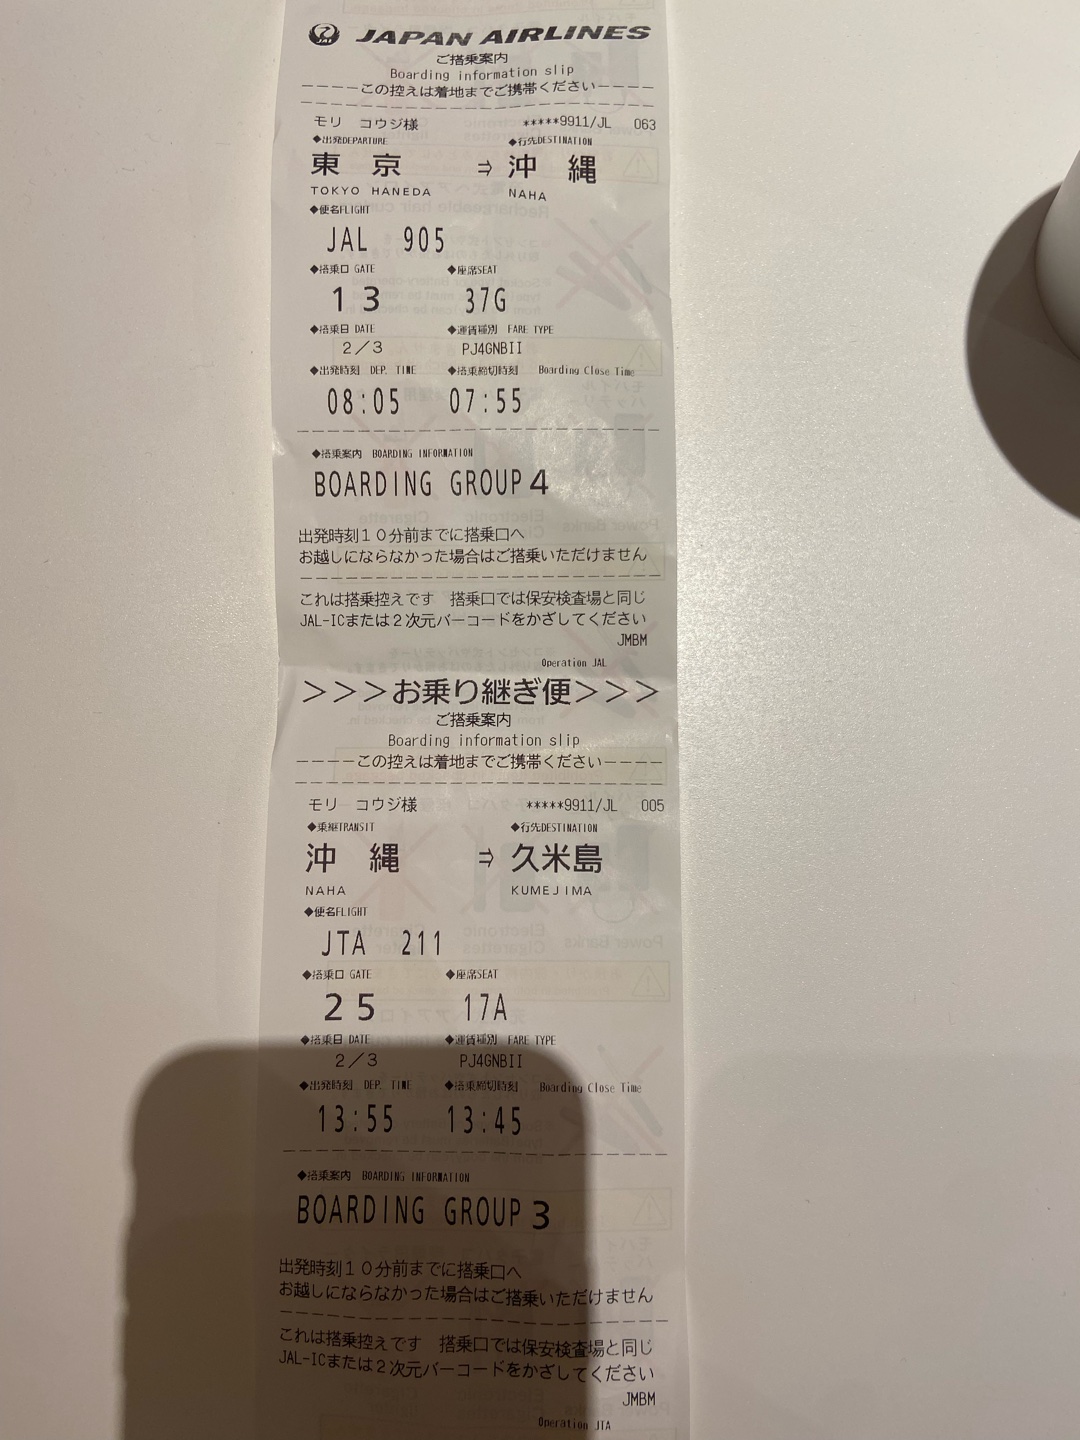 JAL JAPAN AIRLINES
ご搭乗案内
Boarding information slip
----この控えは着地までご携帯ください----
モリ コウジ様 *****9911/JL 063
◆出発DEPARTURE ◆行先DESTINATION
東 京 ⇒ 沖 縄
TOKYO HANEDA NAHA
◆便名FLIGHT
JAL 905
◆搭乗口 GATE ◆座席SEAT
13 37G
◆搭乗日 DATE ◆運賃種別 FARE TYPE
2/3 PJ4GNBII
◆出発時刻 DEP. TIME ◆搭乗締切時刻 Boarding Close Time
08:05 07:55
◆搭乗案内 BOARDING INFORMATION
BOARDING GROUP 4
出発時刻10分前までに搭乗口へ
お越しにならなかった場合はご搭乗いただけません
これは搭乗控えです 搭乗口では保安検査場と同じ
JAL-ICまたは2次元バーコードをかざしてください
JMBM
Operation JAL
>>>お乗り継ぎ便>>>
ご搭乗案内
Boarding information slip
----この控えは着地までご携帯ください----
モリ コウジ様 *****9911/JL 005
◆乗継TRANSIT ◆行先DESTINATION
沖 縄 ⇒ 久米島
NAHA KUMEJIMA
◆便名FLIGHT
JTA 211
◆搭乗口 GATE ◆座席SEAT
25 17A
◆搭乗日 DATE ◆運賃種別 FARE TYPE
2/3 PJ4GNBII
◆出発時刻 DEP. TIME ◆搭乗締切時刻 Boarding Close Time
13:55 13:45
◆搭乗案内 BOARDING INFORMATION
BOARDING GROUP 3
出発時刻10分前までに搭乗口へ
お越しにならなかった場合はご搭乗いただけません
これは搭乗控えです 搭乗口では保安検査場と同じ
JAL-ICまたは2次元バーコードをかざしてください
JMBM
Operation JTA